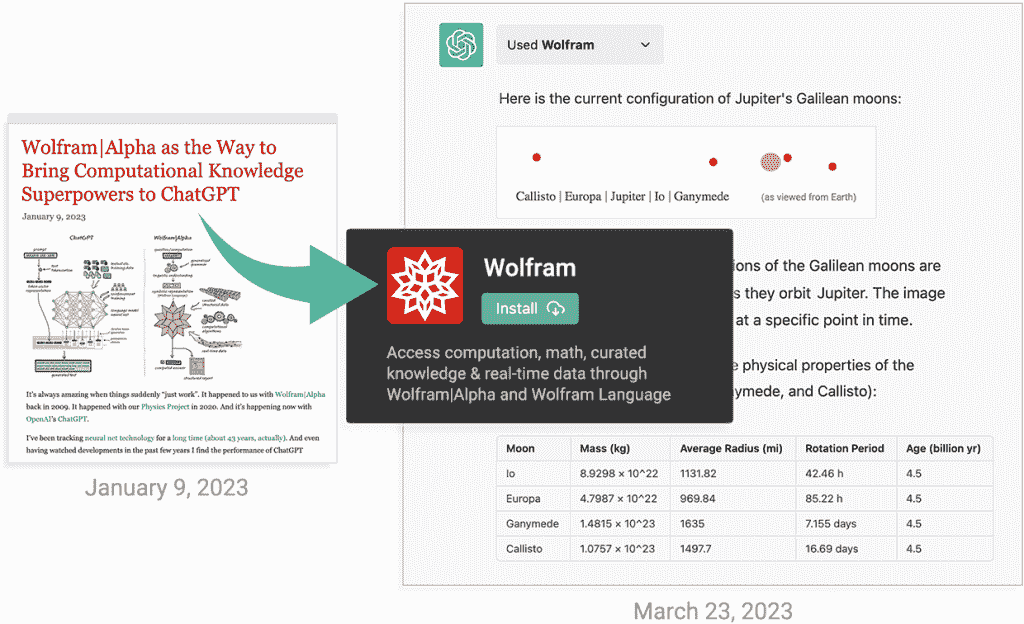 Wolfram|Alpha as the Way to
Bring Computational Knowledge
Superpowers to ChatGPT
January 9, 2023
ChatGPT
Wolfram|Alpha
prompt
It's always amazing when things suddenly "just work". It happened to us with Wolfram|Alpha
back in 2009. It happened with our Physics Project in 2020. And it's happening now with
OpenAI's ChatGPT.
I've been tracking neural net technology for a long time (about 43 years, actually). And even
having watched developments in the past few years I find the performance of ChatGPT
January 9, 2023
Used Wolfram
Here is the current configuration of Jupiter's Galilean moons:
Callisto | Europa | Jupiter | Io | Ganymede
(as viewed from Earth)
Wolfram
Install
Access computation, math, curated
knowledge & real-time data through
Wolfram|Alpha and Wolfram Language
ions of the Galilean moons are
s they orbit Jupiter. The image
at a specific point in time.
e physical properties of the
ymede, and Callisto):
Moon Mass (kg) Average Radius (mi) Rotation Period Age (billion yr)
Io 8.9298 × 10^22 1131.82 42.46 h 4.5
Europa 4.7987 × 10^22 969.84 85.22 h 4.5
Ganymede 1.4815 × 10^23 1635 7.155 days 4.5
Callisto 1.0757 × 10^23 1497.7 16.69 days 4.5
March 23, 2023